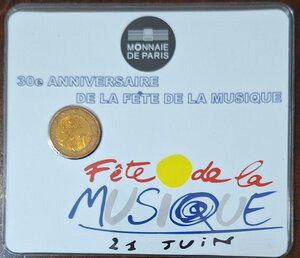 MONNAIE
DE PARIS
30e ANNIVERSAIRE
DE LA FÊTE DE LA MUSIQUE
Fête de la
MUSIQUE
21 JUIN